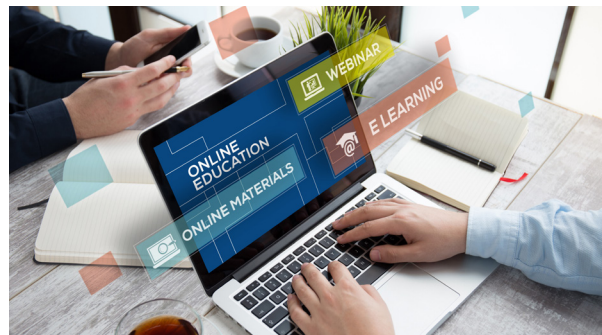 WEBINAR
E LEARNING
ONLINE
EDUCATION
ONLINE MATERIALS